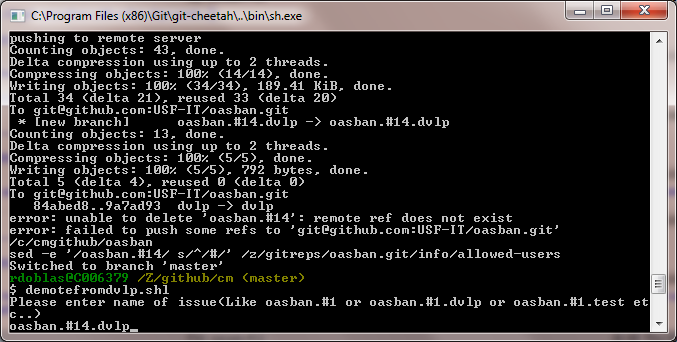 C:\Program Files (x86)\Git\git-cheetah\..\bin\sh.exe
pushing to remote server
Counting objects: 43, done.
Delta compression using up to 2 threads.
Compressing objects: 100% (14/14), done.
Writing objects: 100% (34/34), 189.41 KiB, done.
Total 34 (delta 21), reused 33 (delta 20)
To git@github.com:USF-IT/oasban.git
 * [new branch]      oasban.#14.dvlp -> oasban.#14.dvlp
Counting objects: 13, done.
Delta compression using up to 2 threads.
Compressing objects: 100% (5/5), done.
Writing objects: 100% (5/5), 792 bytes, done.
Total 5 (delta 4), reused 0 (delta 0)
To git@github.com:USF-IT/oasban.git
   84abed8..9a7ad93  dvlp -> dvlp
error: unable to delete 'oasban.#14': remote ref does not exist
error: failed to push some refs to 'git@github.com:USF-IT/oasban.git'
/c/cmgithub/oasban
sed -e '/oasban.#14/ s/^/#/' /z/gitreps/oasban.git/info/allowed-users
Switched to branch 'master'
rdoblas@C006379 /Z/github/cm (master)
$ demotefromdvlp.shl
Please enter name of issue(Like oasban.#1 or oasban.#1.dvlp or oasban.#1.test et
c..)
oasban.#14.dvlp_